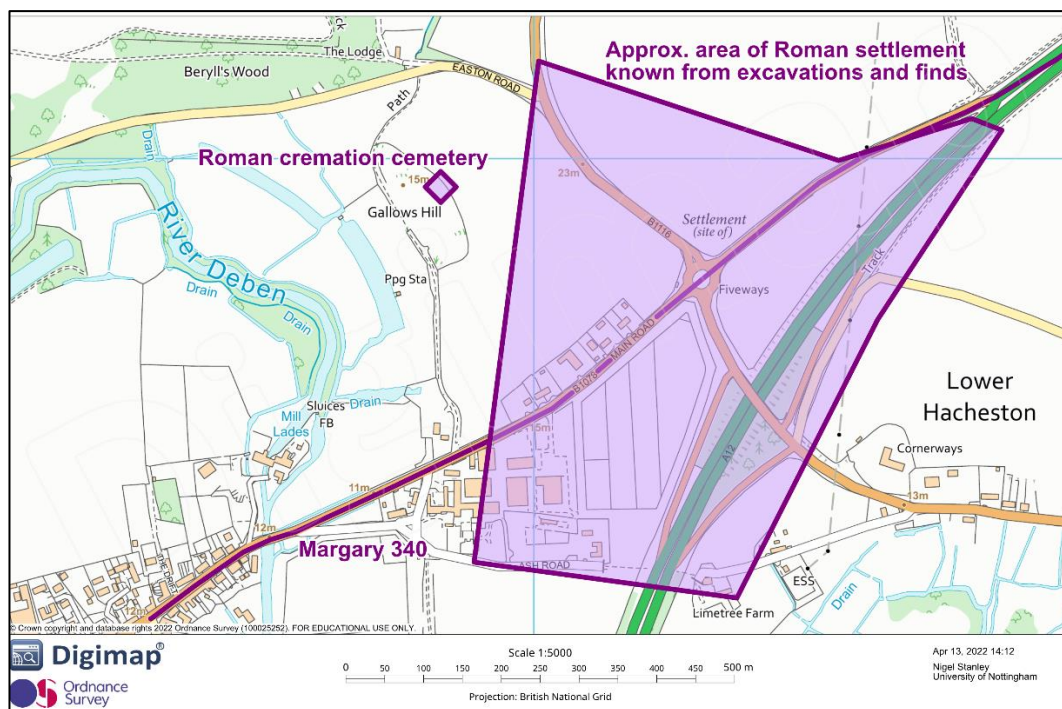 The Lodge
Track
Beryll's Wood
EASTON ROAD
Path
Approx. area of Roman settlement
known from excavations and finds
Drain
Roman cremation cemetery
15m
23m
Gallows Hill
Settlement
(site of)
B1116
River Deben
Drain
Drain
Ppg Sta
Fiveways
Track
MAIN ROAD
B1078
Lower
Hacheston
Sluices
FB
Drain
Mill
Lades
15m
A12
Cornerways
11m
13m
12m
Margary 340
ASH ROAD
ESS
Drain
Limetree Farm
12m
© Crown copyright and database rights 2022 Ordnance Survey (100025252). FOR EDUCATIONAL USE ONLY.
Digimap®
Ordnance
Survey
Scale 1:5000
0 50 100 150 200 250 300 350 400 450 500 m
Projection: British National Grid
Apr 13, 2022 14:12
Nigel Stanley
University of Nottingham